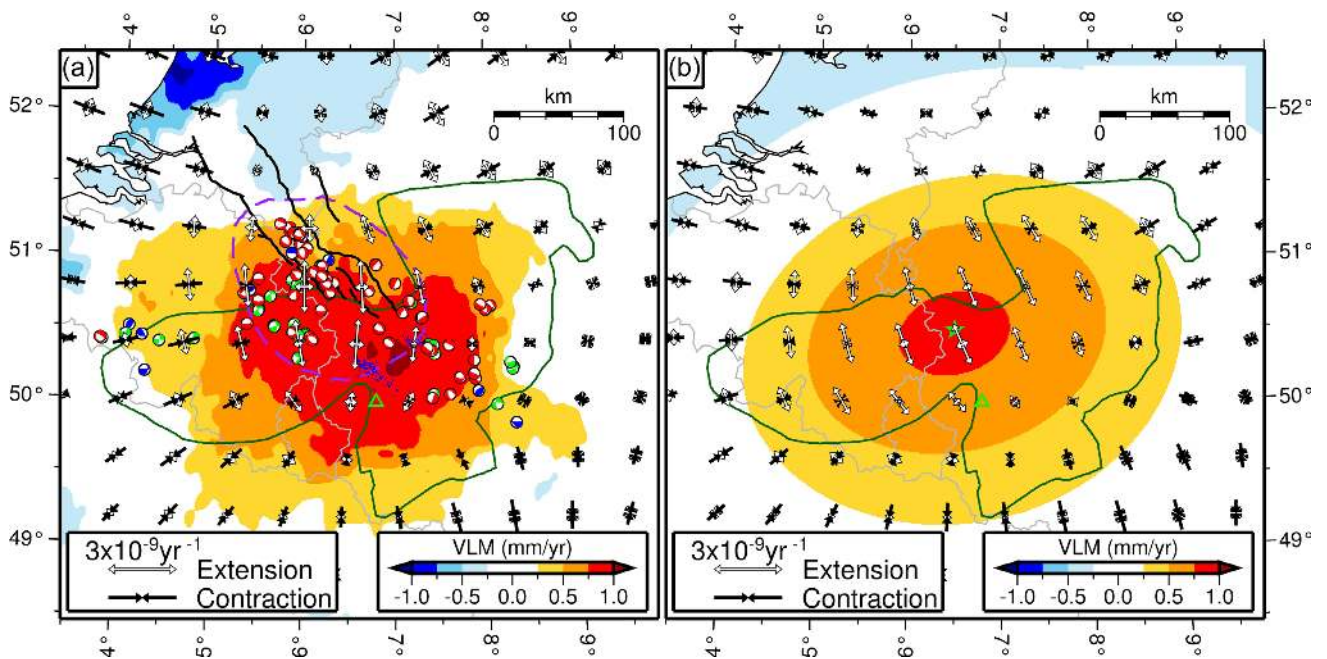 4° 5° 6° 7° 8° 9°
4° 5° 6° 7° 8° 9°
(a)
(b)
52°
52°
km
km
0 100
0 100
51°
51°
50°
50°
49°
49°
3x10-9yr-1
Extension
Contraction
VLM (mm/yr)
-1.0 -0.5 0.0 0.5 1.0
3x10-9yr-1
Extension
Contraction
VLM (mm/yr)
-1.0 -0.5 0.0 0.5 1.0
4° 5° 6° 7° 8° 9°
4° 5° 6° 7° 8° 9°